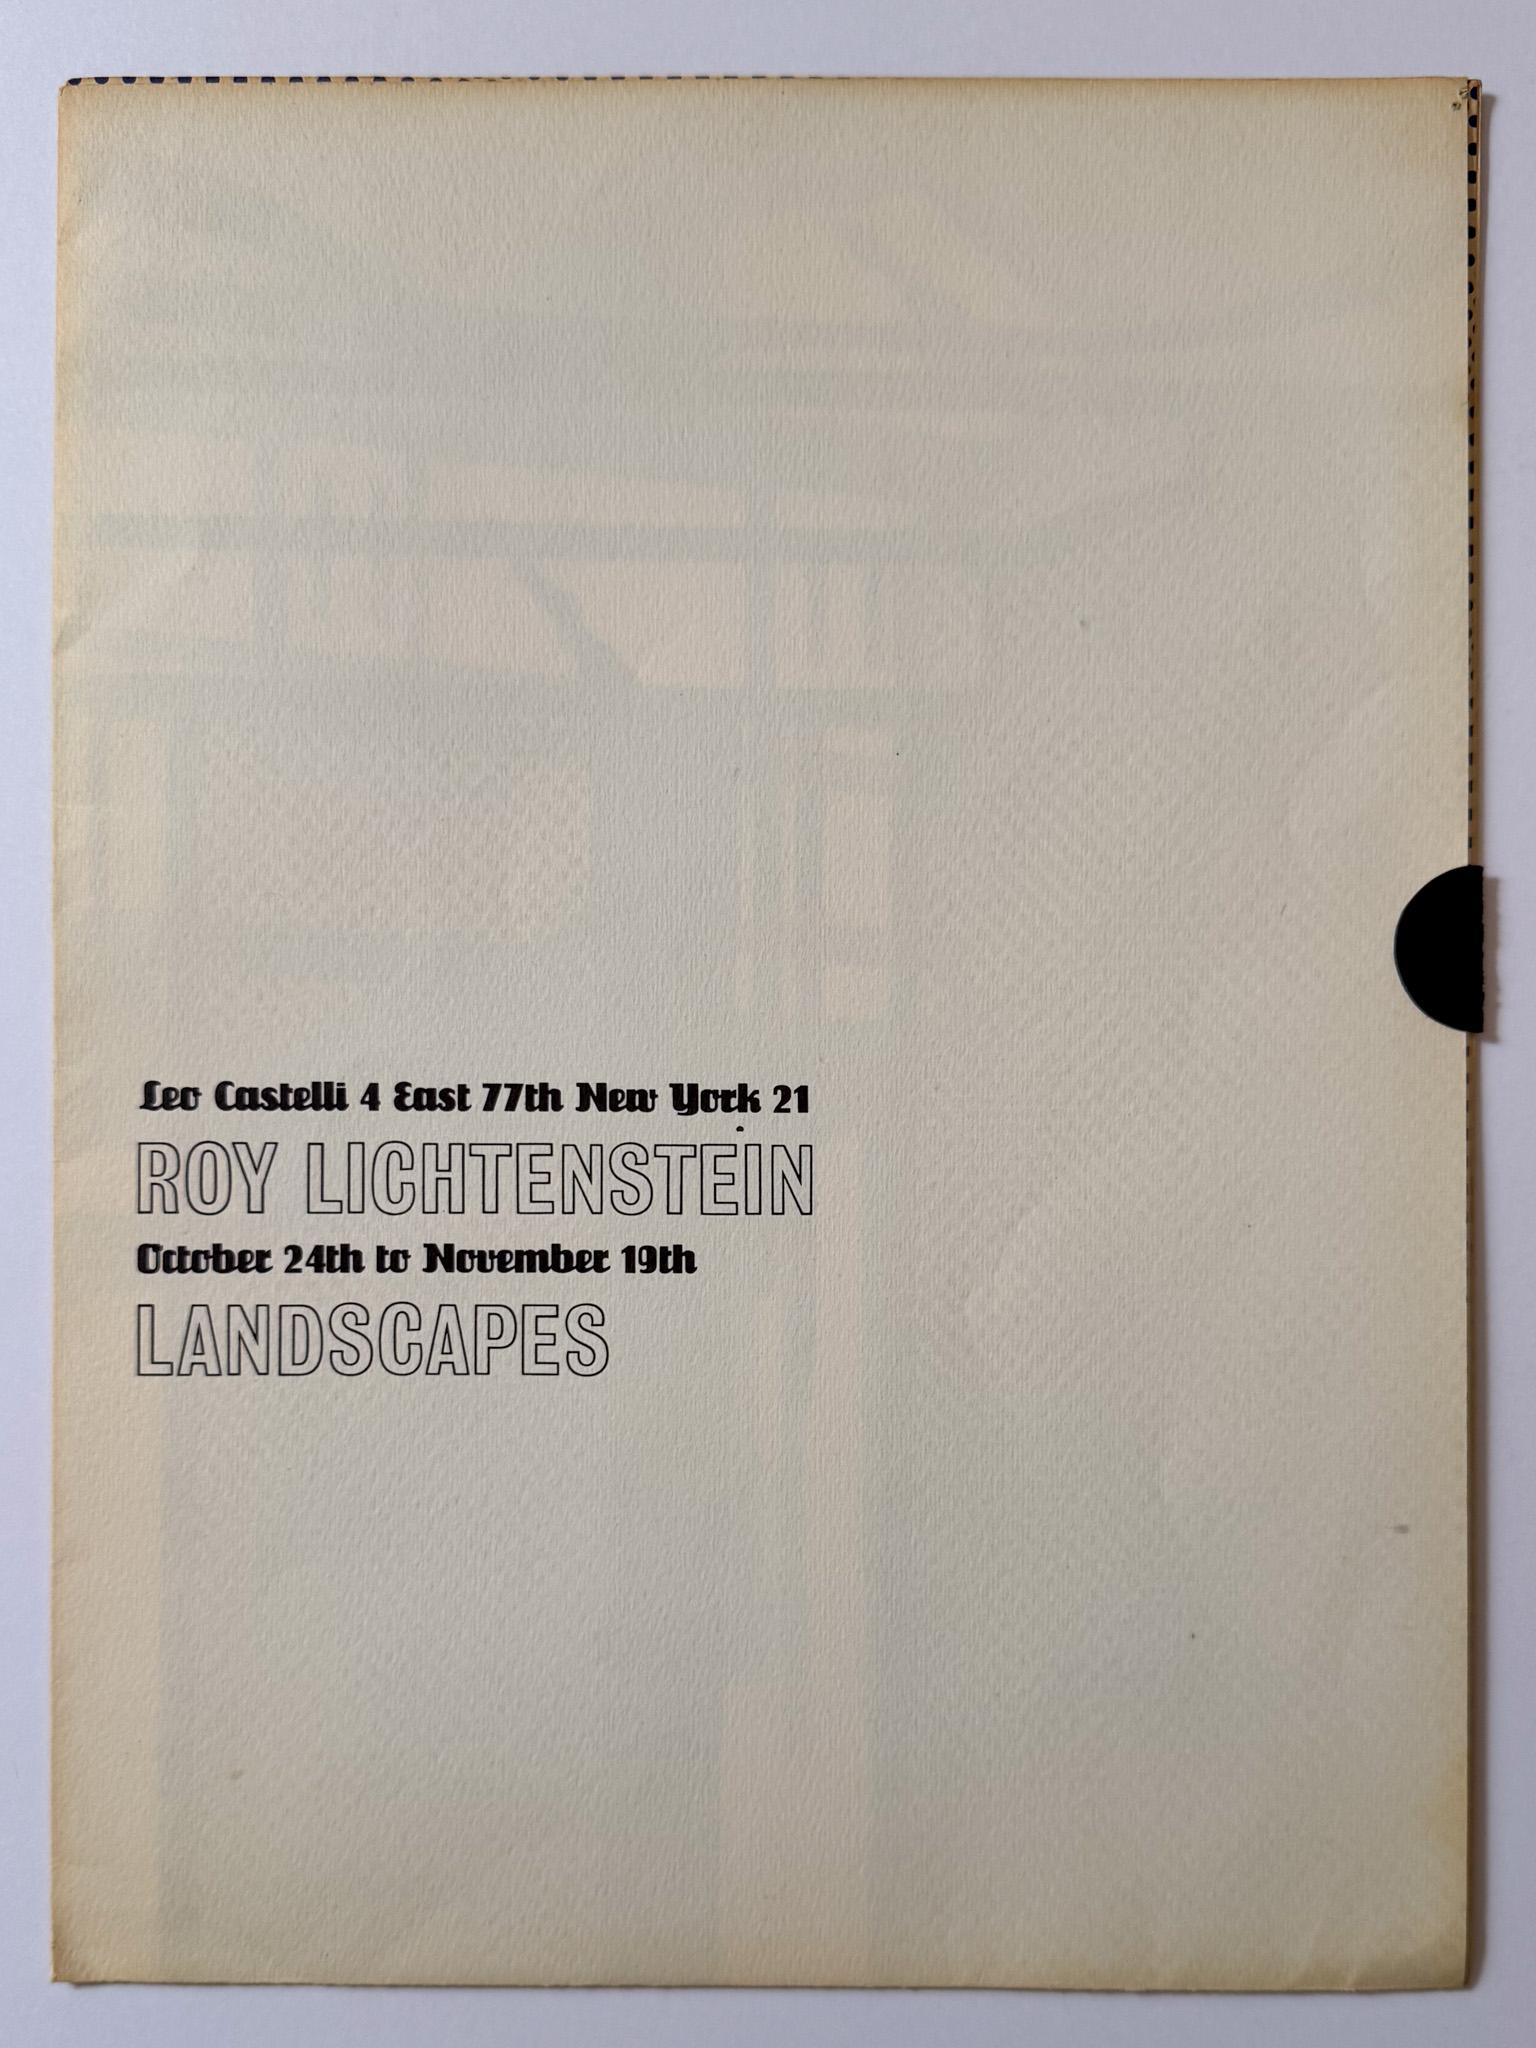 Leo Castelli 4 East 77th New York 21
ROY LICHTENSTEIN
October 24th to November 19th
LANDSCAPES